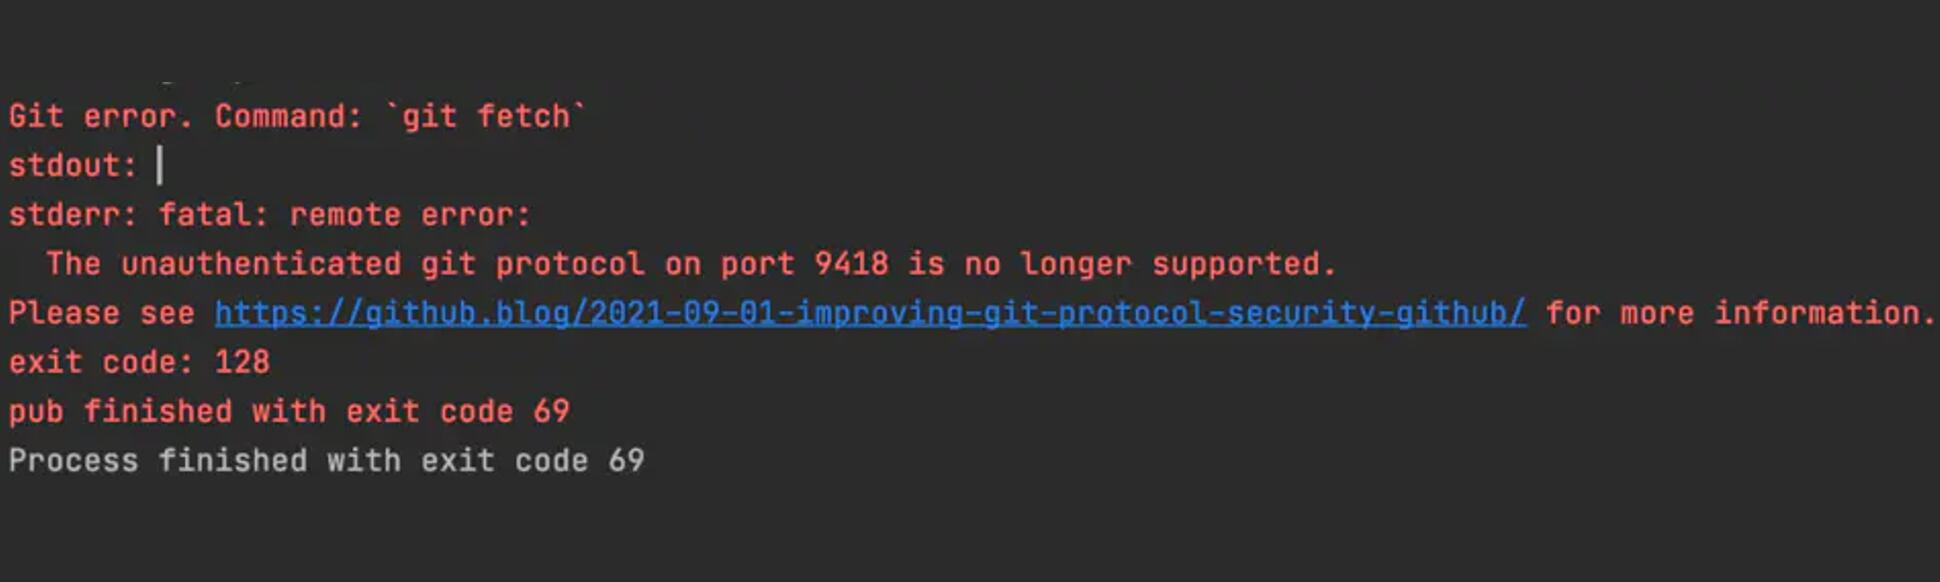 Git error. Command: `git fetch`
stdout:
stderr: fatal: remote error:
The unauthenticated git protocol on port 9418 is no longer supported.
Please see https://github.blog/2021-09-01-improving-git-protocol-security-github/ for more information.
exit code: 128
pub finished with exit code 69
Process finished with exit code 69